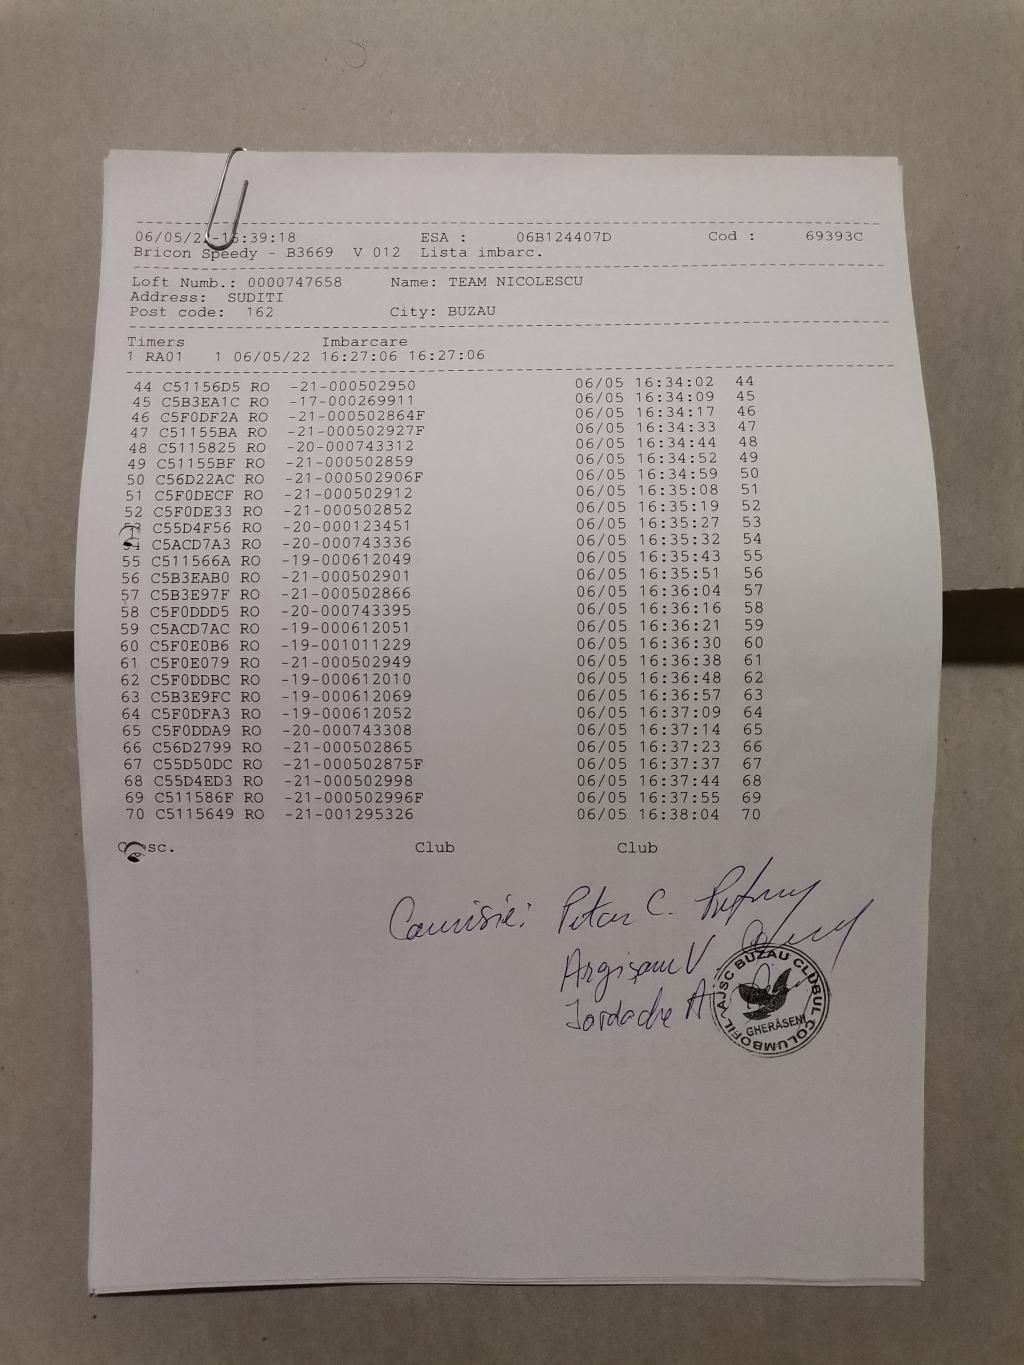 06/05/2 :39:18 ESA : 06B124407D Cod : 69393C
Bricon Speedy - B3669 V 012 Lista imbarc.
Loft Numb.: 0000747658 Name: TEAM NICOLESCU
Address: SUDITI
Post code: 162 City: BUZAU
Timers Imbarcare
1 RA01 1 06/05/22 16:27:06 16:27:06
44 C51156D5 RO -21-000502950 06/05 16:34:02 44
45 C5B3EA1C RO -17-000269911 06/05 16:34:09 45
46 C5F0DF2A RO -21-000502864F 06/05 16:34:17 46
47 C51155BA RO -21-000502927F 06/05 16:34:33 47
48 C5115825 RO -20-000743312 06/05 16:34:44 48
49 C51155BF RO -21-000502859 06/05 16:34:52 49
50 C56D22AC RO -21-000502906F 06/05 16:34:59 50
51 C5F0DECF RO -21-000502912 06/05 16:35:08 51
52 C5F0DE33 RO -21-000502852 06/05 16:35:19 52
53 C55D4F56 RO -20-000123451 06/05 16:35:27 53
54 C5ACD7A3 RO -20-000743336 06/05 16:35:32 54
55 C511566A RO -19-000612049 06/05 16:35:43 55
56 C5B3EAB0 RO -21-000502901 06/05 16:35:51 56
57 C5B3E97F RO -21-000502866 06/05 16:36:04 57
58 C5F0DDD5 RO -20-000743395 06/05 16:36:16 58
59 C5ACD7AC RO -19-000612051 06/05 16:36:21 59
60 C5F0E0B6 RO -19-001011229 06/05 16:36:30 60
61 C5F0E079 RO -21-000502949 06/05 16:36:38 61
62 C5F0DDBC RO -19-000612010 06/05 16:36:48 62
63 C5B3E9FC RO -19-000612069 06/05 16:36:57 63
64 C5F0DFA3 RO -19-000612052 06/05 16:37:09 64
65 C5F0DDA9 RO -20-000743308 06/05 16:37:14 65
66 C56D2799 RO -21-000502865 06/05 16:37:23 66
67 C55D50DC RO -21-000502875F 06/05 16:37:37 67
68 C55D4ED3 RO -21-000502998 06/05 16:37:44 68
69 C511586F RO -21-000502996F 06/05 16:37:55 69
70 C5115649 RO -21-001295326 06/05 16:38:04 70
Club Club
Comisie: C.
V
Iordache A
AJSC BUZAU CLUBUL COLUMBOFIL
GHERĂSENI